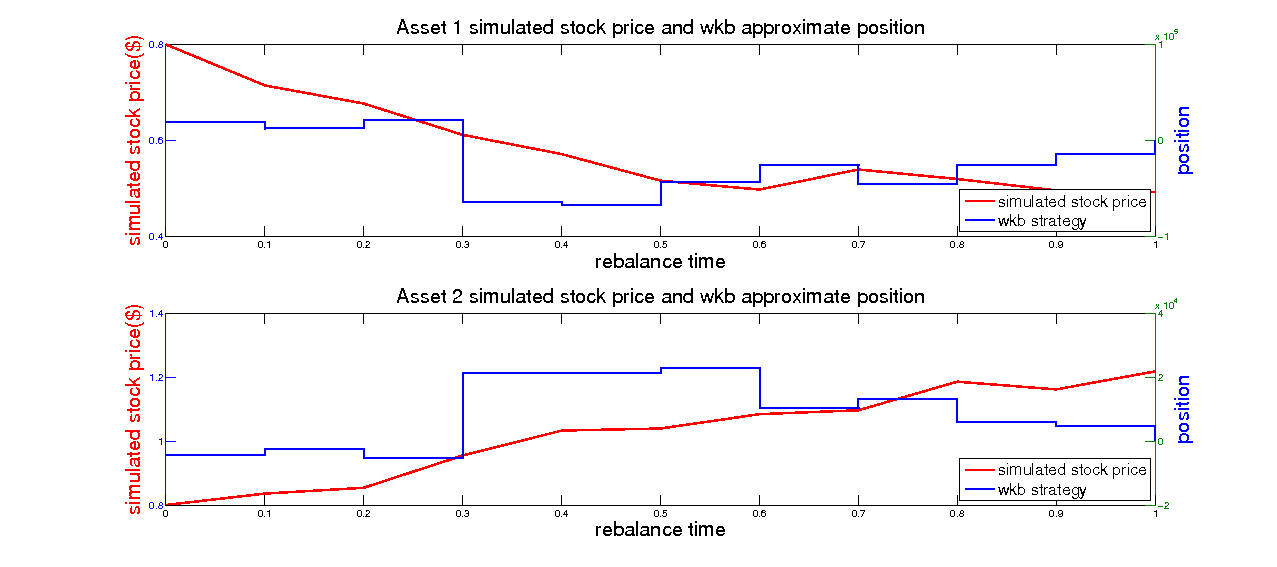 Asset 1 simulated stock price and wkb approximate position
x 10^5
simulated stock price($)
0.8
0.6
0.4
1
0
-1
position
simulated stock price
wkb strategy
0 0.1 0.2 0.3 0.4 0.5 0.6 0.7 0.8 0.9 1
rebalance time
Asset 2 simulated stock price and wkb approximate position
x 10^4
simulated stock price($)
1.4
1.2
1
0.8
4
2
0
-2
position
simulated stock price
wkb strategy
0 0.1 0.2 0.3 0.4 0.5 0.6 0.7 0.8 0.9 1
rebalance time